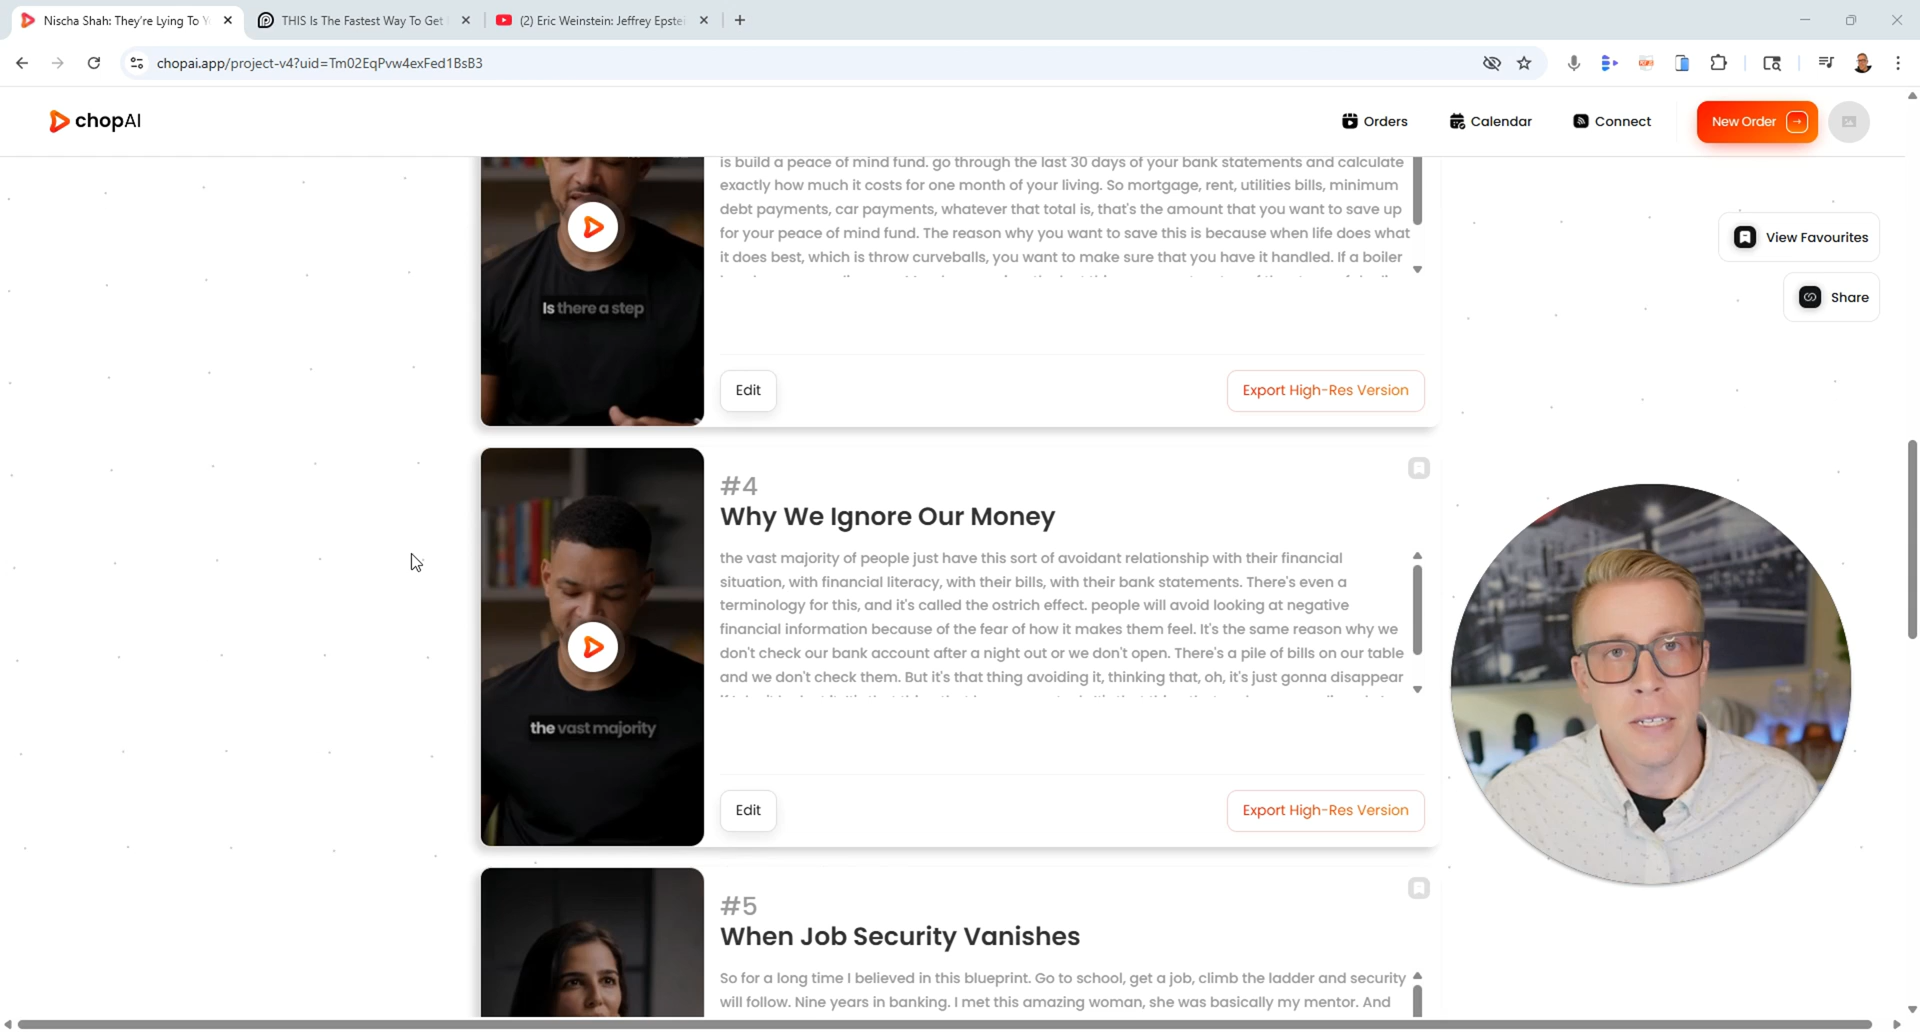 Nischa Shah: They're Lying To Y
THIS Is The Fastest Way To Get
(2) Eric Weinstein: Jeffrey Epste
chopai.app/project-v4?uid=Tm02EqPvw4exFed1BsB3
chopAI
Orders
Calendar
Connect
New Order
is build a peace of mind fund. go through the last 30 days of your bank statements and calculate
exactly how much it costs for one month of your living. So mortgage, rent, utilities bills, minimum
debt payments, car payments, whatever that total is, that's the amount that you want to save up
for your peace of mind fund. The reason why you want to save this is because when life does what
it does best, which is throw curveballs, you want to make sure that you have it handled. If a boiler
View Favourites
Share
Is there a step
Edit
Export High-Res Version
#4
Why We Ignore Our Money
the vast majority of people just have this sort of avoidant relationship with their financial
situation, with financial literacy, with their bills, with their bank statements. There's even a
terminology for this, and it's called the ostrich effect. people will avoid looking at negative
financial information because of the fear of how it makes them feel. It's the same reason why we
don't check our bank account after a night out or we don't open. There's a pile of bills on our table
and we don't check them. But it's that thing avoiding it, thinking that, oh, it's just gonna disappear
the vast majority
Edit
Export High-Res Version
#5
When Job Security Vanishes
So for a long time I believed in this blueprint. Go to school, get a job, climb the ladder and security
will follow. Nine years in banking. I met this amazing woman, she was basically my mentor. And